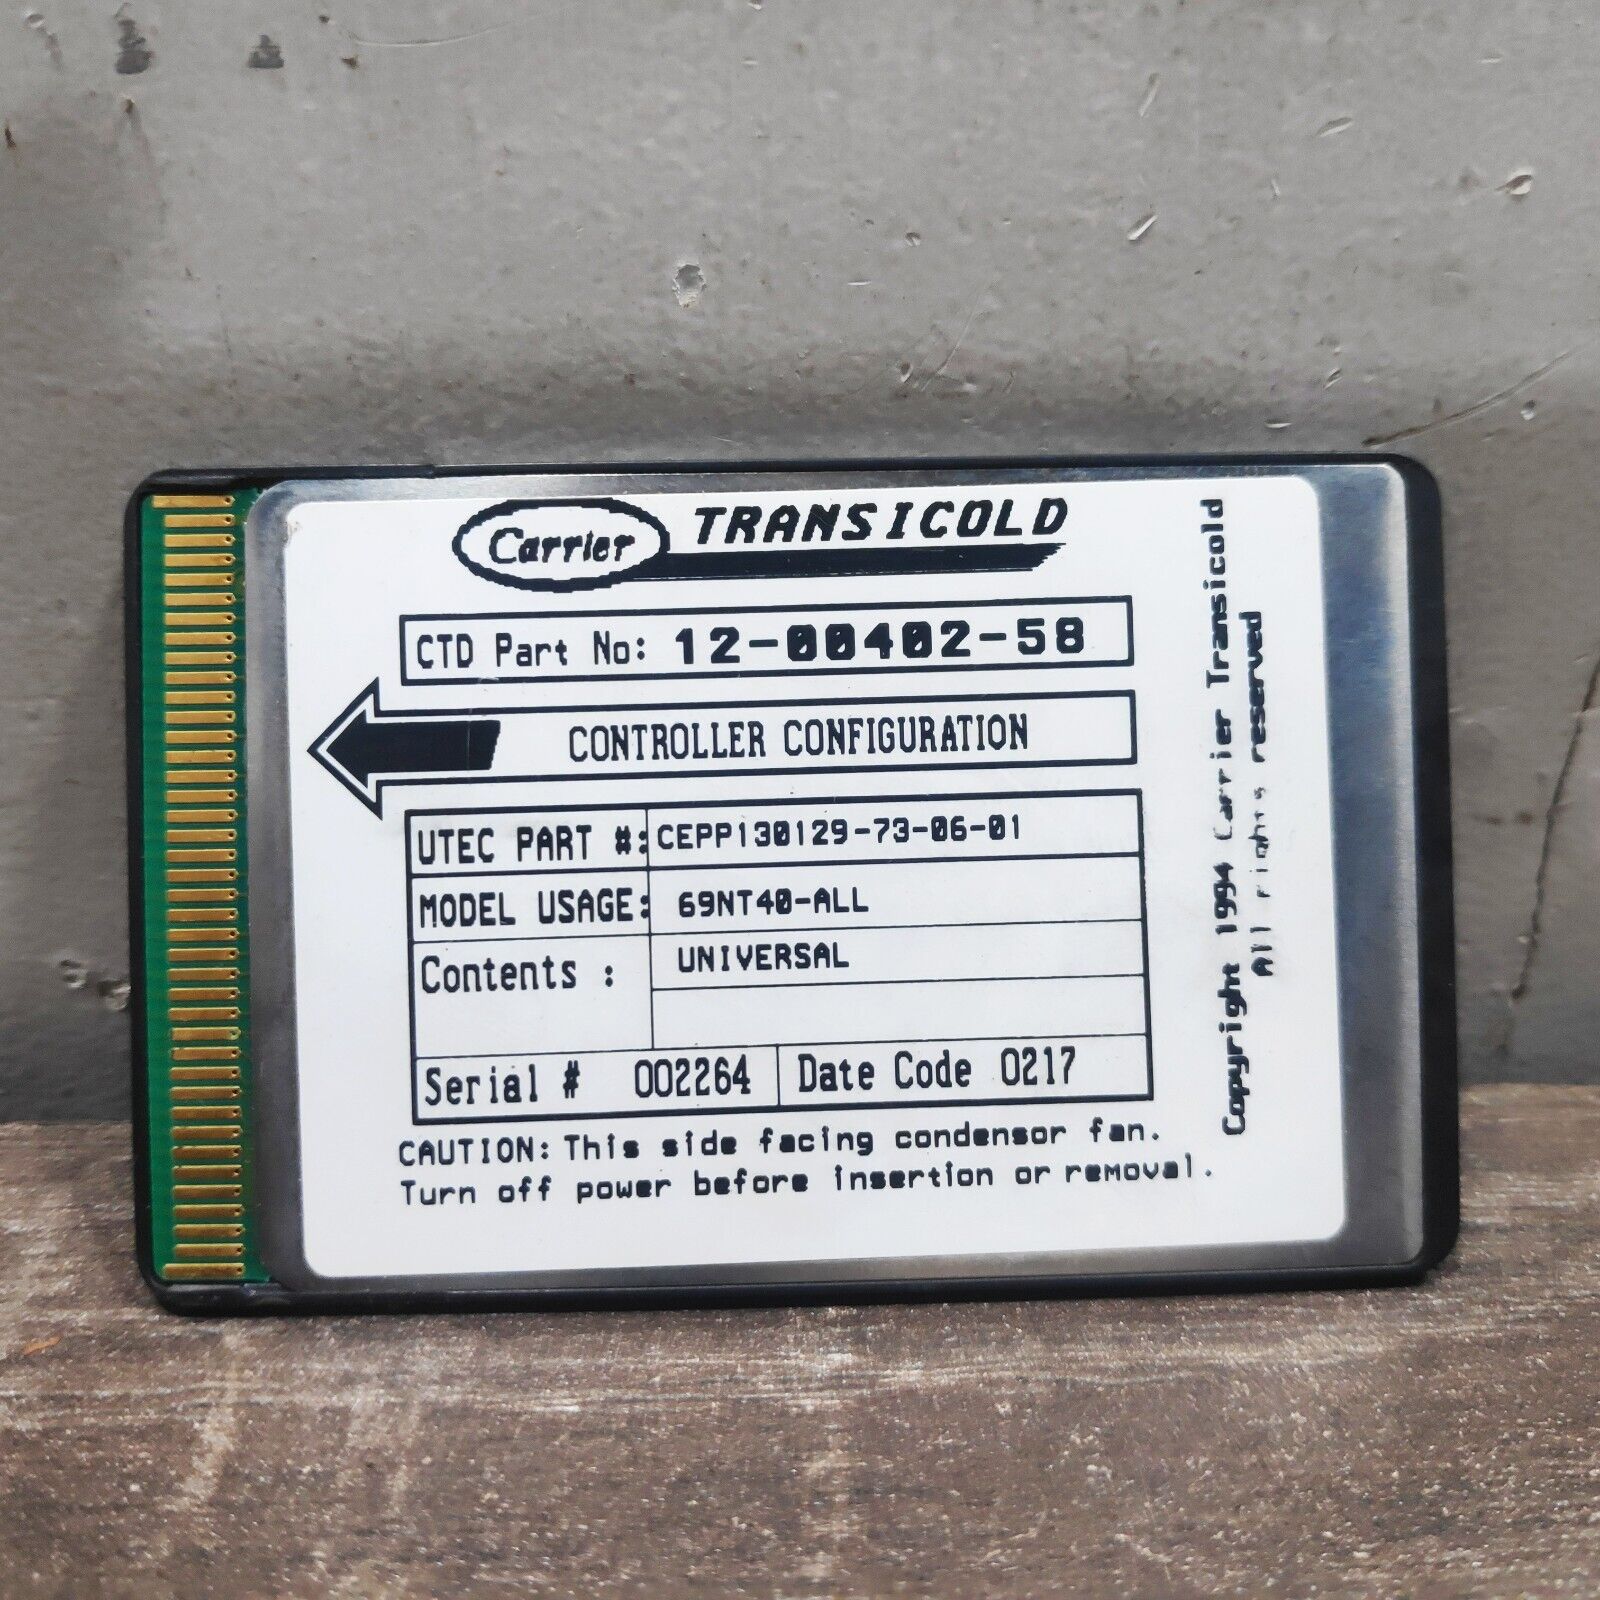 Carrier TRANSICOLD
CTD Part No: 12-00402-58
CONTROLLER CONFIGURATION
UTEC PART #: CEPP130129-73-06-01
MODEL USAGE: 69NT40-ALL
Contents : UNIVERSAL
Serial # 002264 Date Code 0217
CAUTION: This side facing condensor fan.
Turn off power before insertion or removal.
Copyright 1994 Carrier Transicold
All rights reserved